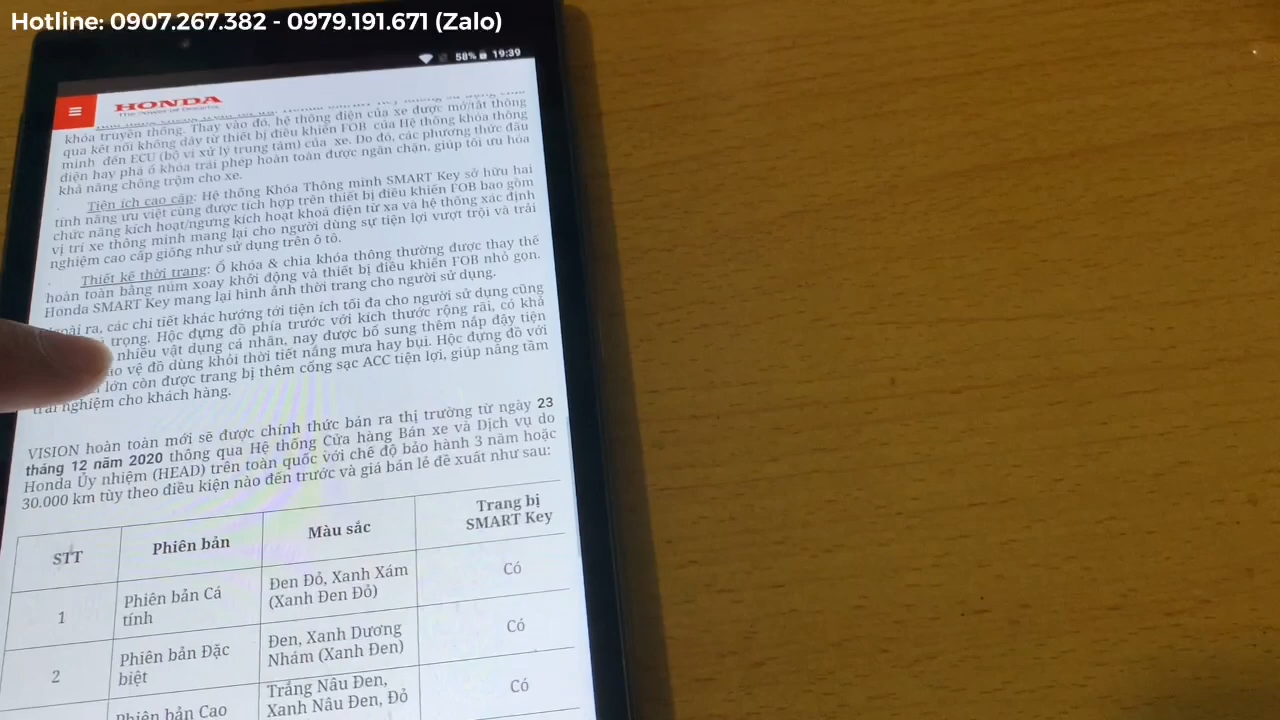 Hotline: 0907.267.382 - 0979.191.671 (Zalo)
58% 19:39
HONDA
The Power of Dreams
khóa truyền thống. Thay vào đó, hệ thống điện của xe được mở/tắt thông
qua kết nối không dây từ thiết bị điều khiển FOB của Hệ thống khóa thông
minh đến ECU (bộ vi xử lý trung tâm) của xe. Do đó, các phương thức đấu
điện hay phá ổ khóa trái phép hoàn toàn được ngăn chặn, giúp tối ưu hóa
khả năng chống trộm cho xe.
Tiện ích cao cấp: Hệ thống Khóa Thông minh SMART Key sở hữu hai
tính năng ưu việt cùng được tích hợp trên thiết bị điều khiển FOB bao gồm
chức năng kích hoạt/ngưng kích hoạt khoá điện từ xa và hệ thống xác định
vị trí xe thông minh mang lại cho người dùng sự tiện lợi vượt trội và trải
nghiệm cao cấp giống như sử dụng trên ô tô.
Thiết kế thời trang: Ổ khóa & chìa khóa thông thường được thay thế
hoàn toàn bằng núm xoay khởi động và thiết bị điều khiển FOB nhỏ gọn.
Honda SMART Key mang lại hình ảnh thời trang cho người sử dụng.
ra, các chi tiết khác hướng tới tiện ích tối đa cho người sử dụng cũng
trọng. Hộc đựng đồ phía trước với kích thước rộng rãi, có khả
nhiều vật dụng cá nhân, nay được bổ sung thêm nắp đậy tiện
vệ đồ dùng khỏi thời tiết nắng mưa hay bụi. Hộc đựng đồ với
lớn còn được trang bị thêm cổng sạc ACC tiện lợi, giúp nâng tầm
trải nghiệm cho khách hàng.
VISION hoàn toàn mới sẽ được chính thức bán ra thị trường từ ngày 23
tháng 12 năm 2020 thông qua Hệ thống Cửa hàng Bán xe và Dịch vụ do
Honda Ủy nhiệm (HEAD) trên toàn quốc với chế độ bảo hành 3 năm hoặc
30.000 km tùy theo điều kiện nào đến trước và giá bán lẻ đề xuất như sau:
STT Phiên bản Màu sắc Trang bị
SMART Key
1 Phiên bản Cá
tính Đen Đỏ, Xanh Xám
(Xanh Đen Đỏ) Có
2 Phiên bản Đặc
biệt Đen, Xanh Dương
Nhám (Xanh Đen) Có
Phiên bản Cao Trắng Nâu Đen,
Xanh Nâu Đen, Đỏ Có